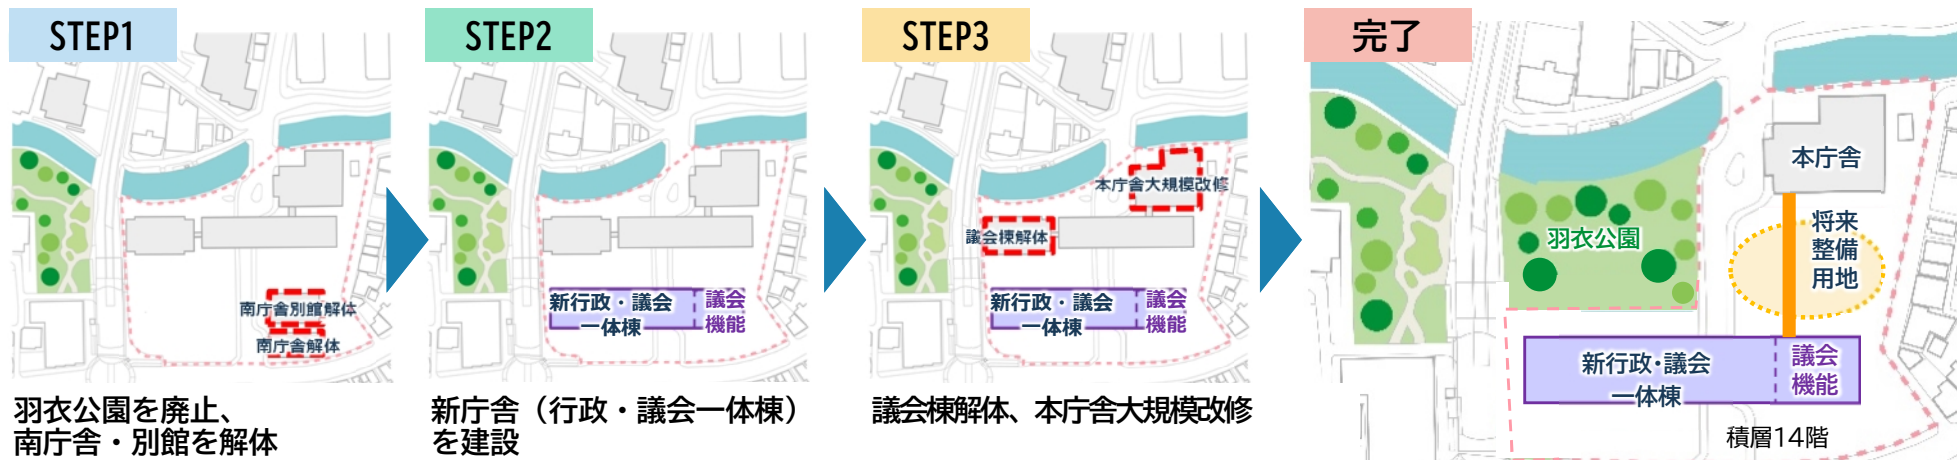 STEP1
南庁舎別館解体
南庁舎解体
羽衣公園を廃止、
南庁舎・別館を解体
STEP2
新行政・議会
一体棟
議会
機能
新庁舎（行政・議会一体棟）
を建設
STEP3
本庁舎大規模改修
議会棟解体
新行政・議会
一体棟
議会
機能
議会棟解体、本庁舎大規模改修
完了
本庁舎
羽衣公園
将来
整備
用地
新行政・議会
一体棟
議会
機能
積層14階